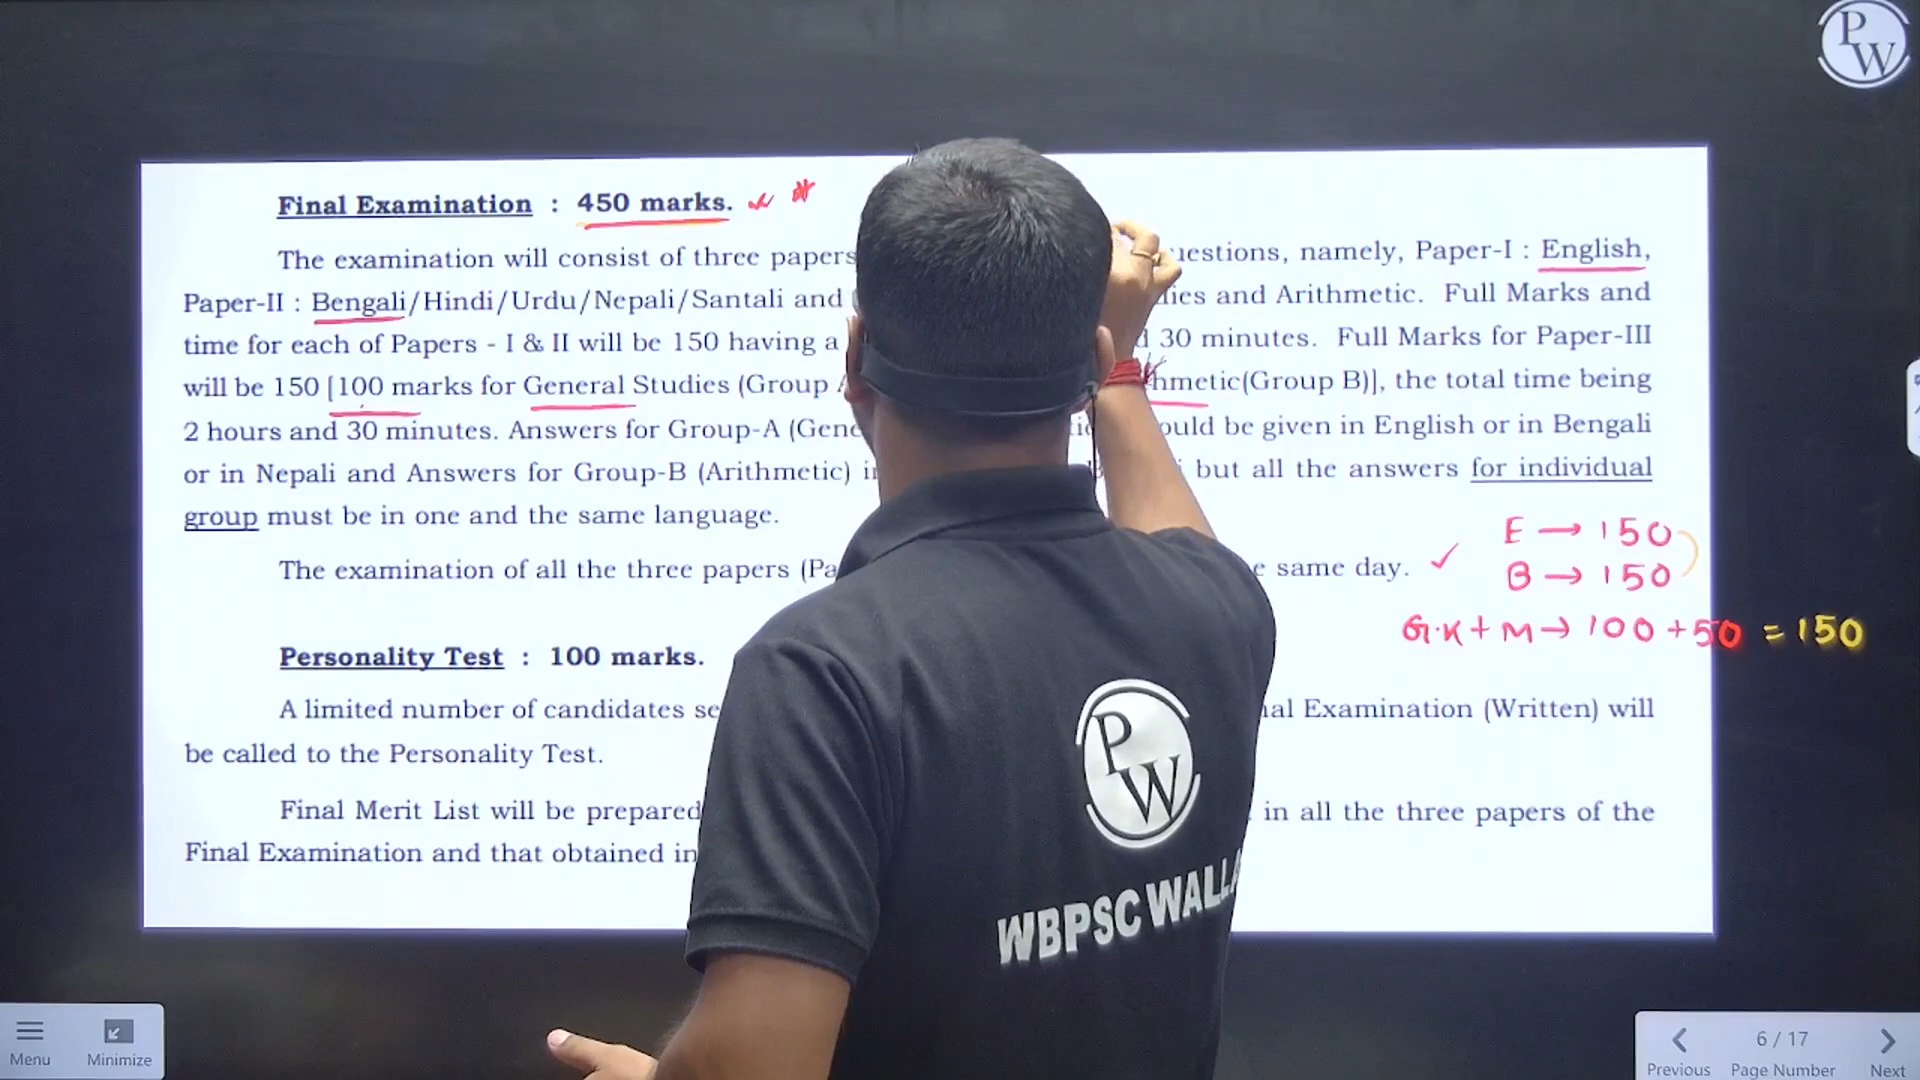 PW
Final Examination : 450 marks.
The examination will consist of three papers uestions, namely, Paper-I : English,
Paper-II : Bengali/Hindi/Urdu/Nepali/Santali and dies and Arithmetic. Full Marks and
time for each of Papers - I & II will be 150 having a 30 minutes. Full Marks for Paper-III
will be 150 [100 marks for General Studies (Group hmetic(Group B)], the total time being
2 hours and 30 minutes. Answers for Group-A (Gene ould be given in English or in Bengali
or in Nepali and Answers for Group-B (Arithmetic) in but all the answers for individual
group must be in one and the same language.
E → 150
The examination of all the three papers (Pa e same day.
B → 150
G.K + M → 100 + 50 = 150
Personality Test : 100 marks.
A limited number of candidates se nal Examination (Written) will
be called to the Personality Test.
Final Merit List will be prepared in all the three papers of the
Final Examination and that obtained in
PW
WBPSC WALLA
Menu Minimize
6 / 17
Previous Page Number Next